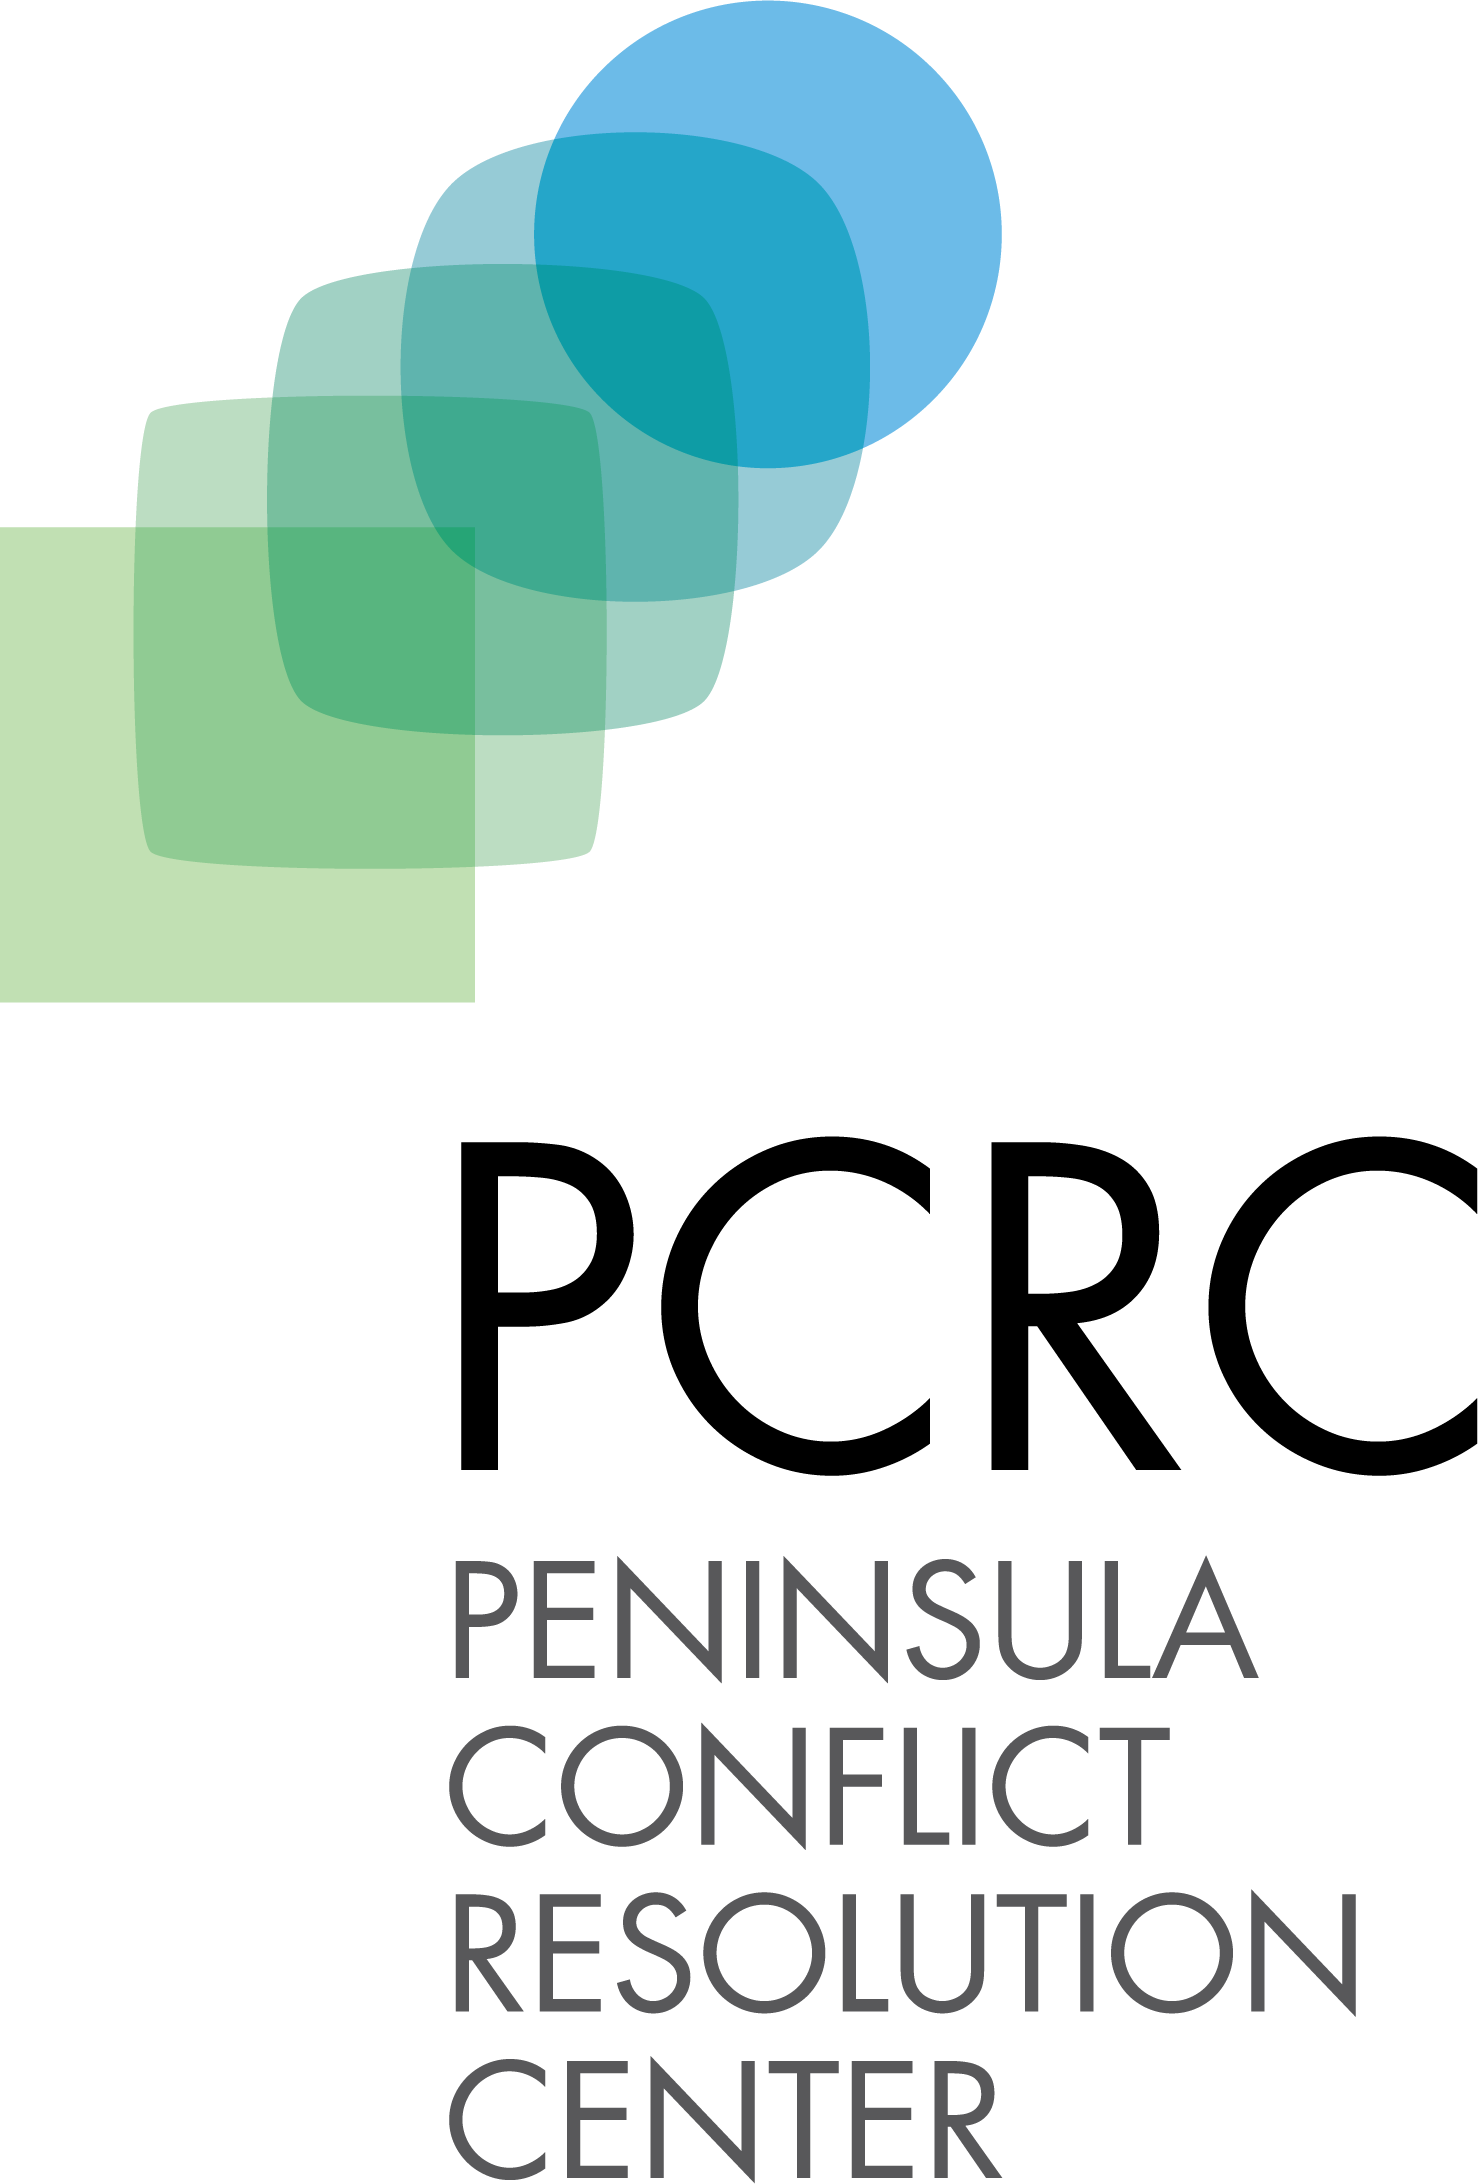 PCRC
PENINSULA
CONFLICT
RESOLUTION
CENTER